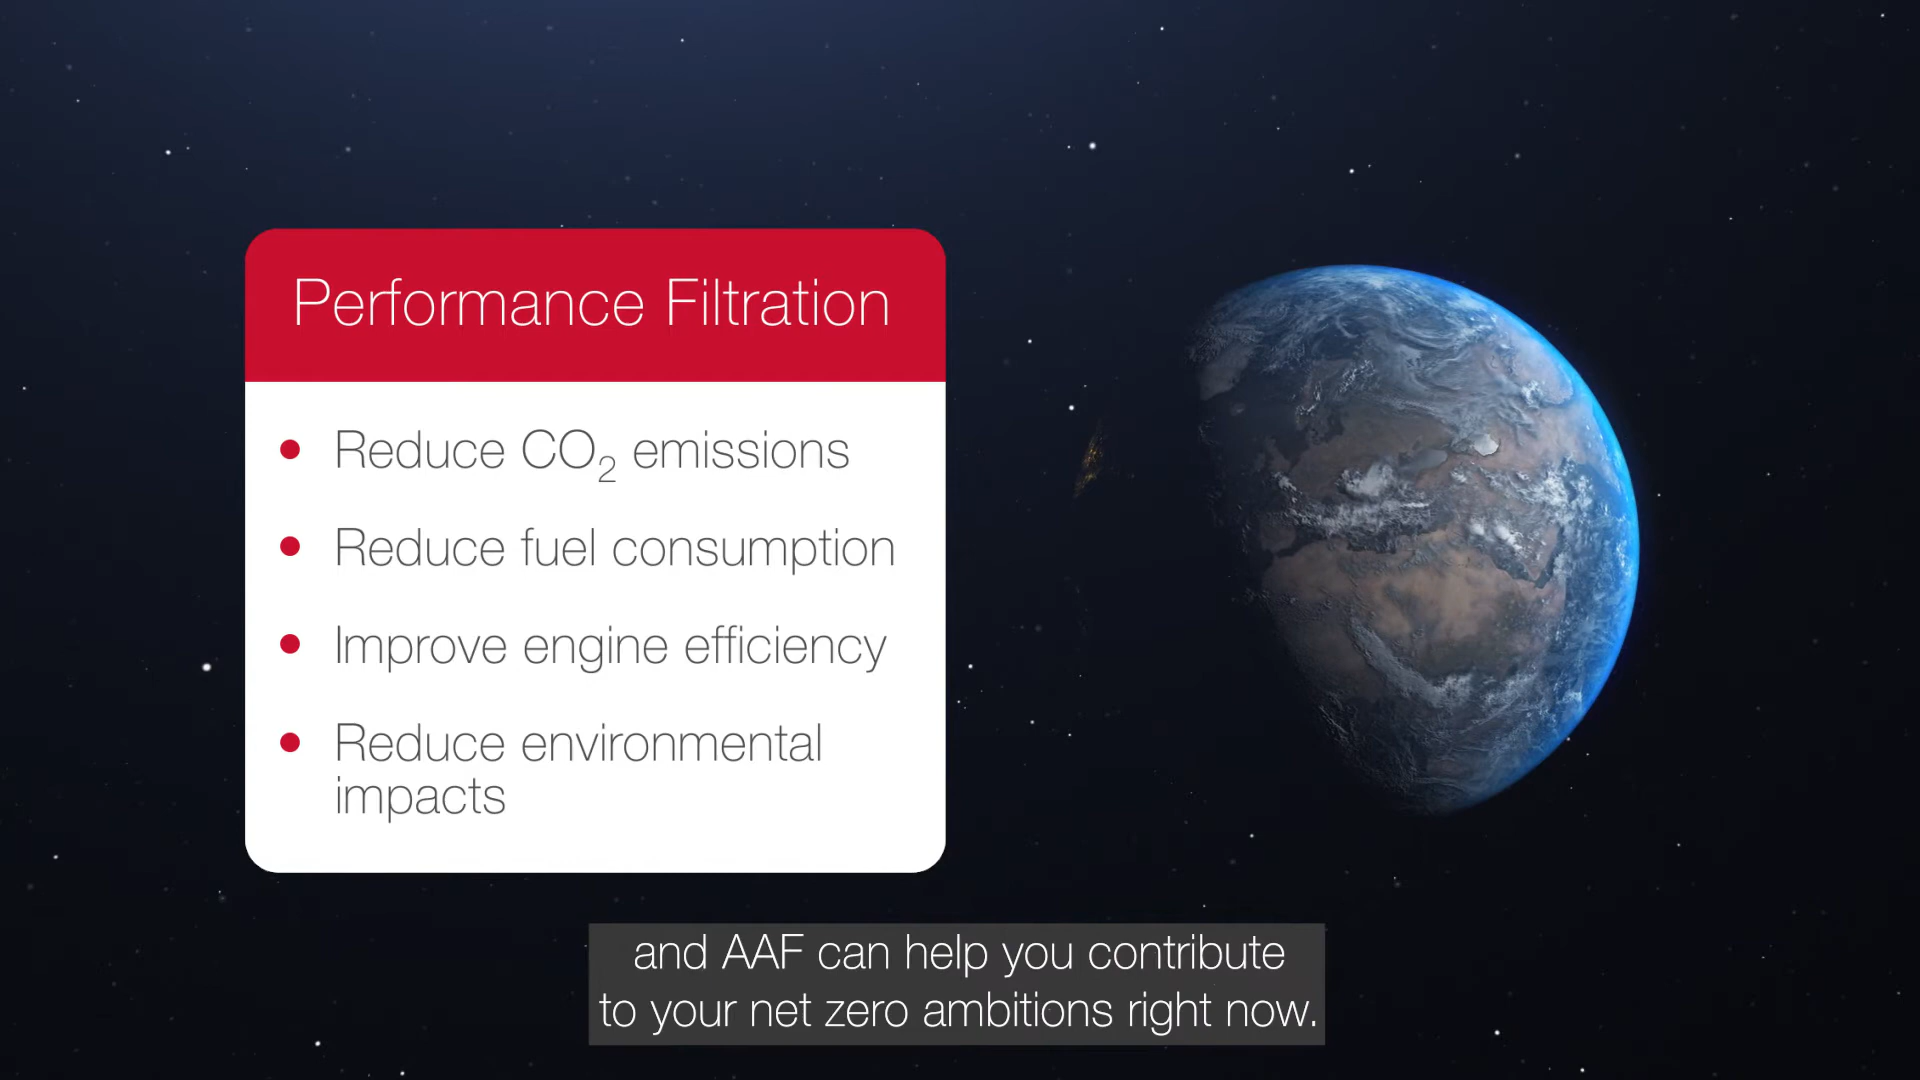 Performance Filtration
• Reduce CO₂ emissions
• Reduce fuel consumption
• Improve engine efficiency
• Reduce environmental
impacts
and AAF can help you contribute
to your net zero ambitions right now.